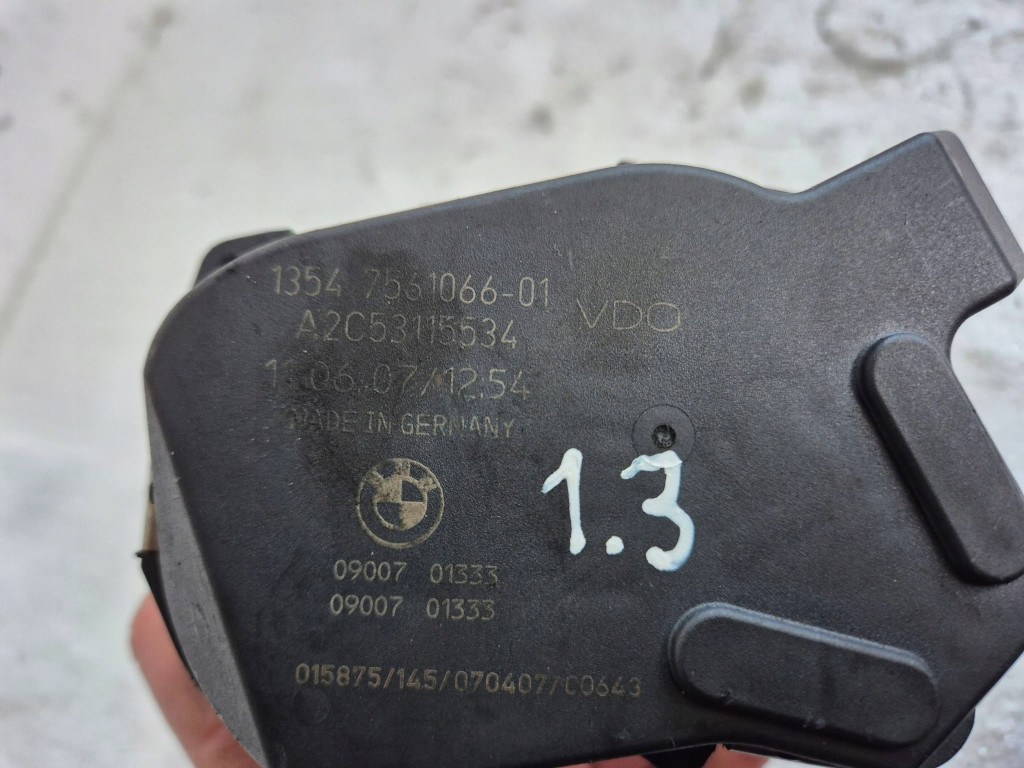 1354 7561066-01
VDO
A2C53115534
06.07/12:54
MADE IN GERMANY
BMW
1.3
09007 01333
09007 01333
015875/145/070407/C0643